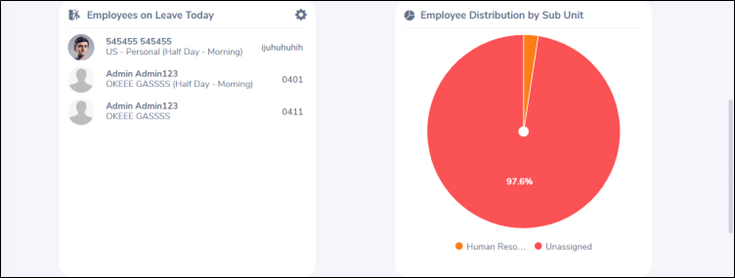 Employees on Leave Today
545455 545455
US - Personal (Half Day - Morning)
ijuhuhuhih
Admin Admin123
OKEEE GASSSS (Half Day - Morning)
0401
Admin Admin123
OKEEE GASSSS
0411
Employee Distribution by Sub Unit
97.6%
Human Reso...
Unassigned